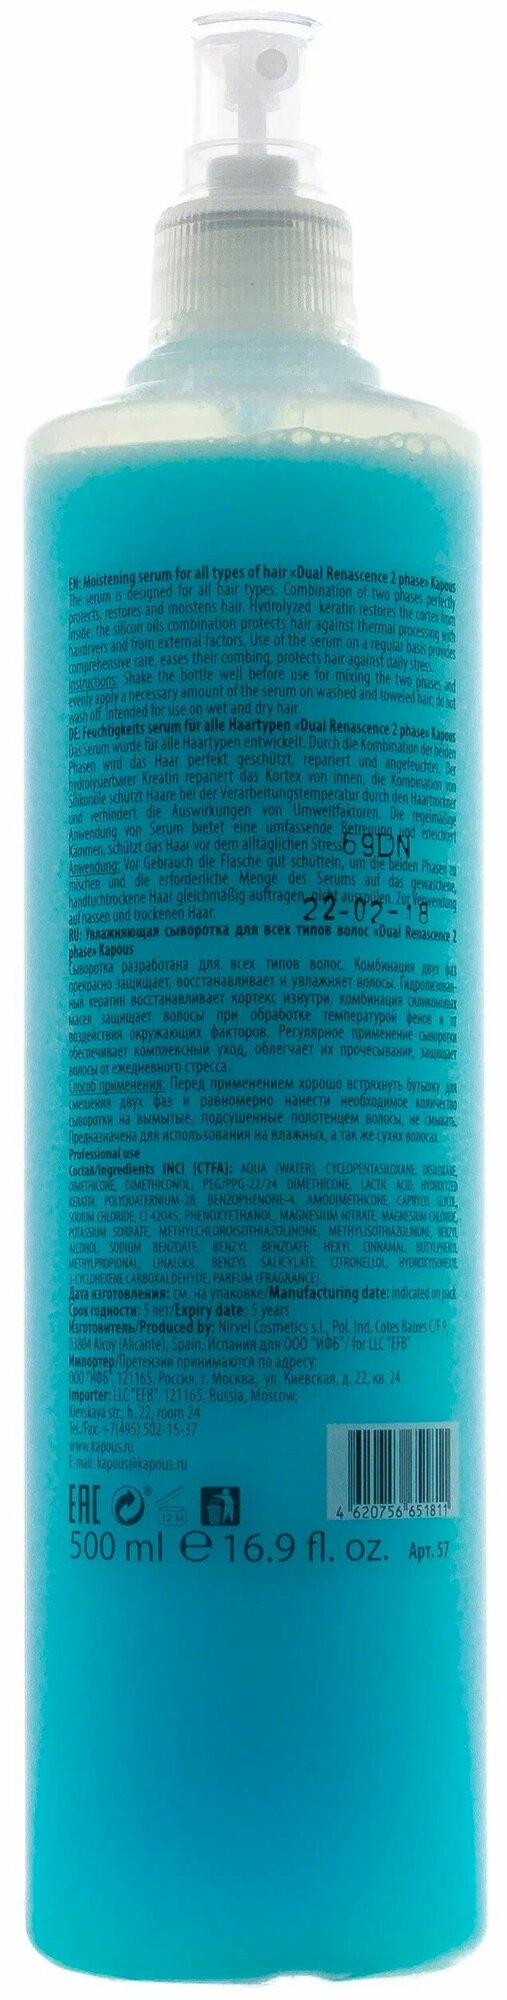 EN: Moistening serum for all types of hair «Dual Renascence 2 phase» Kapous
The serum is designed for all hair types. Combination of two phases perfectly
protects, restores and moistens hair. Hydrolyzed keratin restores the cortex from
inside: the silicon oils combination protects hair against thermal processing with
hairdryers and from external factors. Use of the serum on a regular basis provides
comprehensive care, eases their combing, protects hair against daily stress.
Instructions: Shake the bottle well before use for mixing the two phases and
evenly apply a necessary amount of the serum on washed and toweled hair; do not
wash off. Intended for use on wet and dry hair.
DE: Feuchtigkeits serum für alle Haartypen «Dual Renascence 2 phase» Kapous
Das Serum wurde für alle Haartypen entwickelt. Durch die Kombination der beiden
Phasen wird das Haar perfekt geschützt, repariert und angefeuchtet. Der
hydrolysierbarer Kreatin repariert das Kortex von innen, die Kombination von
Silikonöle schützt Haare bei der Verarbeitungstemperatur durch den Haartrockner
und verhindert die Auswirkungen von Umweltfaktoren. Die regelmäßige
Anwendung von Serum bietet eine umfassende Betreuung und erleichtert
Kämmen, schützt das Haar vor dem alltäglichen Stress.
69DN
Anwendung: Vor Gebrauch die Flasche gut schütteln, um die beiden Phasen zu
mischen und die erforderliche Menge des Serums auf das gewaschene,
handtuchtrockene Haar gleichmäßig auftragen, nicht ausspülen. Zur Verwendung
auf nassen und trockenen Haar.
22-02-18
RU: Увлажняющая сыворотка для всех типов волос «Dual Renascence 2
phase» Kapous
Сыворотка разработана для всех типов волос. Комбинация двух фаз
прекрасно защищает, восстанавливает и увлажняет волосы. Гидролизован-
ный кератин восстанавливает кортекс изнутри, комбинация силиконовых
масел защищает волосы при обработке температурой фенов и от
воздействия окружающих факторов. Регулярное применение сыворотки
обеспечивает комплексный уход, облегчает их прочесывание, защищает
волосы от ежедневного стресса.
Способ применения: Перед применением хорошо встряхнуть бутылку для
смешения двух фаз и равномерно нанести необходимое количество
сыворотки на вымытые, подсушенные полотенцем волосы, не смывать.
Предназначена для использования на влажных, а так же сухих волосах.
Professional use
Состав/Ingredients INCI [CTFA]: AQUA (WATER), CYCLOPENTASILOXANE, DISILOXANE,
DIMETHICONE, DIMETHICONOL, PEG/PPG-22/24 DIMETHICONE, LACTIC ACID, HYDROLYZED
KERATIN, POLYQUATERNIUM-28, BENZOPHENONE-4, AMODIMETHICONE, CAPRYLYL GLYCOL,
SODIUM CHLORIDE, CI 42045, PHENOXYETHANOL, MAGNESIUM NITRATE, MAGNESIUM CHLORIDE,
POTASSIUM SORBATE, METHYLCHLOROISOTHIAZOLINONE, METHYLISOTHIAZOLINONE, BENZYL
ALCOHOL, SODIUM BENZOATE, BENZYL BENZOATE, HEXYL CINNAMAL, BUTYLPHENYL
METHYLPROPIONAL, LINALOOL, BENZYL SALICYLATE, CITRONELLOL, HYDROXYISOHEXYL
3-CYCLOHEXENE CARBOXALDEHYDE, PARFUM (FRAGRANCE).
Дата изготовления: см. на упаковке/Manufacturing date: indicated on pack
Срок годности: 5 лет/Expiry date: 5 years
Изготовитель/Produced by: Nirvel Cosmetics s.l., Pol. Ind. Cotes Baixes C/F 9,
03804 Alcoy (Alicante), Spain, Испания для ООО "ИФБ"/ for LLC "EFB"
Импортер/Претензии принимаются по адресу:
ООО "ИФБ", 121165, Россия, г. Москва, ул. Киевская, д. 22, кв. 24
Importer: LLC "EFB", 121165, Russia, Moscow,
Kievskaya str., h. 22, room 24
Tel./Fax: +7(495) 502-15-37
www.kapous.ru
E-mail: kapous@kapous.ru
4 620756 651811
EAC 12 M
500 ml e 16.9 fl. oz. Арт. 57